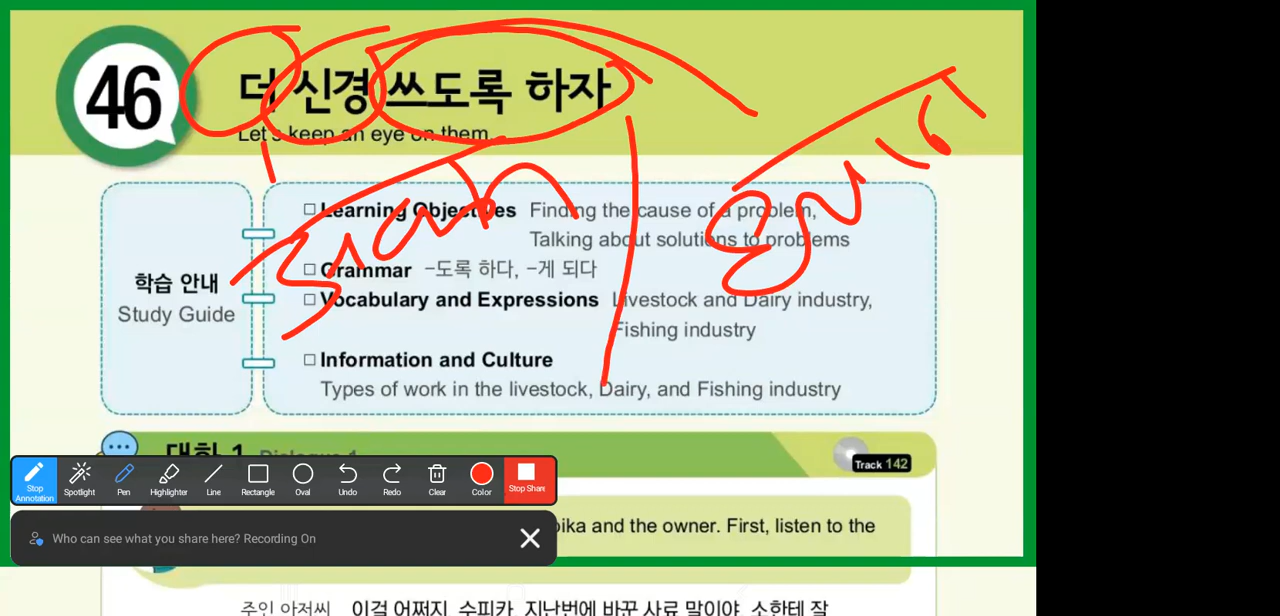 46
더 신경 쓰도록 하자
Let's keep an eye on them.
학습 안내
Study Guide
Learning Objectives Finding the cause of a problem,
Talking about solutions to problems
Grammar -도록 하다, -게 되다
Vocabulary and Expressions Livestock and Dairy industry,
Fishing industry
Information and Culture
Types of work in the livestock, Dairy, and Fishing industry
대화 1 Dialogue 1
Track 142
Stop Annotation Spotlight Pen Highlighter Line Rectangle Oval Undo Redo Clear Color Stop Share
and the owner. First, listen to the
Who can see what you share here? Recording On
주인 아저씨 이걸 어쩌지, 수피카, 지난번에 바꾼 사료 말이야, 소한테 잘